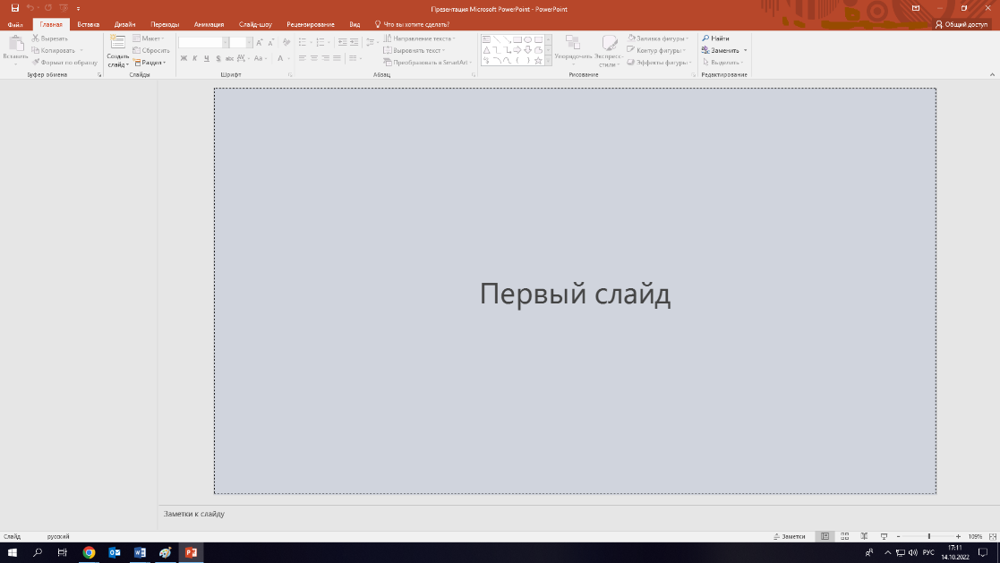 Презентация Microsoft PowerPoint - PowerPoint
Файл Главная Вставка Дизайн Переходы Анимация Слайд-шоу Рецензирование Вид Что вы хотите сделать? Общий доступ
Вставить
Вырезать
Копировать
Формат по образцу
Буфер обмена
Создать слайд
Макет
Сбросить
Раздел
Слайды
Ж К Ч S abc AV Aa A
Шрифт
Направление текста
Выровнять текст
Преобразовать в SmartArt
Абзац
Упорядочить
Экспресс-стили
Заливка фигуры
Контур фигуры
Эффекты фигуры
Рисование
Найти
Заменить
Выделить
Редактирование
Первый слайд
Заметки к слайду
Слайд русский Заметки 109%
РУС 17:11
14.10.2022